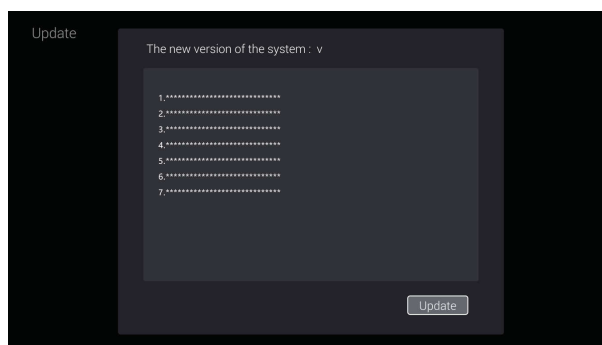 Update
The new version of the system : v
1.*****************************
2.*****************************
3.*****************************
4.*****************************
5.*****************************
6.*****************************
7.*****************************
Update